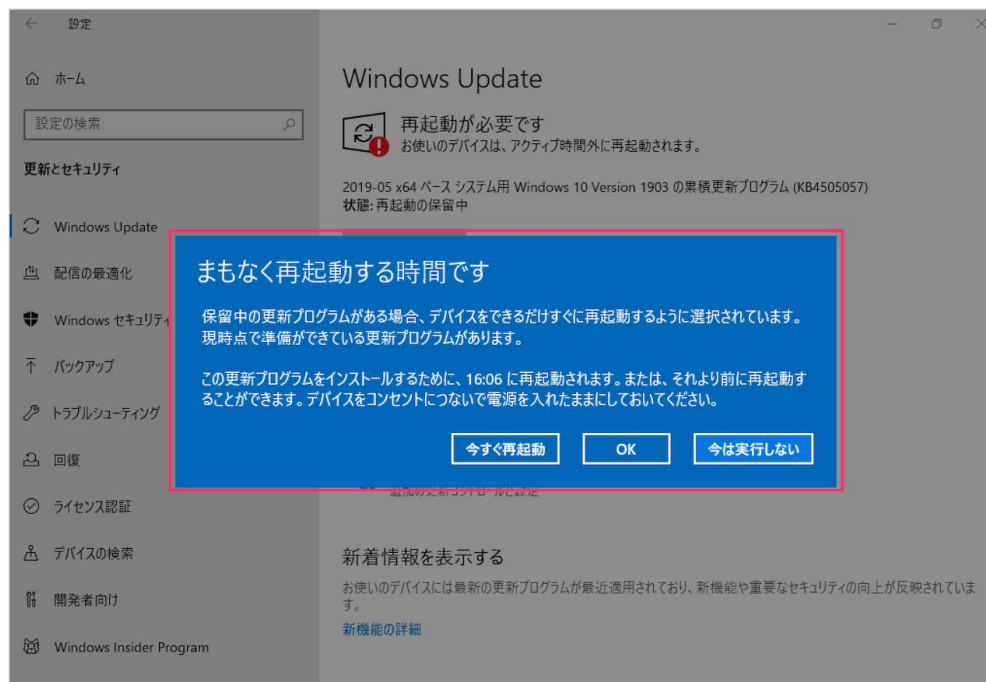 設定
ホーム
設定の検索
更新とセキュリティ
Windows Update
配信の最適化
Windows セキュリティ
バックアップ
トラブルシューティング
回復
ライセンス認証
デバイスの検索
開発者向け
Windows Insider Program
Windows Update
再起動が必要です
お使いのデバイスは、アクティブ時間外に再起動されます。
2019-05 x64 ベース システム用 Windows 10 Version 1903 の累積更新プログラム (KB4505057)
状態: 再起動の保留中
まもなく再起動する時間です
保留中の更新プログラムがある場合、デバイスをできるだけすぐに再起動するように選択されています。
現時点で準備ができている更新プログラムがあります。
この更新プログラムをインストールするために、16:06 に再起動されます。または、それより前に再起動す
ることができます。デバイスをコンセントにつないで電源を入れたままにしておいてください。
今すぐ再起動
OK
今は実行しない
新着情報を表示する
お使いのデバイスには最新の更新プログラムが最近適用されており、新機能や重要なセキュリティの向上が反映されていま
す。
新機能の詳細